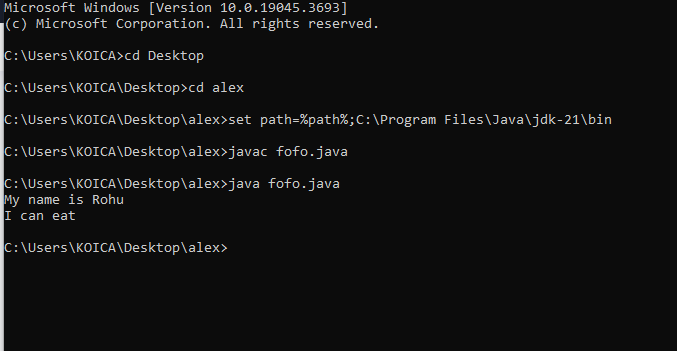 Microsoft Windows [Version 10.0.19045.3693]
(c) Microsoft Corporation. All rights reserved.
C:\Users\KOICA>cd Desktop
C:\Users\KOICA\Desktop>cd alex
C:\Users\KOICA\Desktop\alex>set path=%path%;C:\Program Files\Java\jdk-21\bin
C:\Users\KOICA\Desktop\alex>javac fofo.java
C:\Users\KOICA\Desktop\alex>java fofo.java
My name is Rohu
I can eat
C:\Users\KOICA\Desktop\alex>